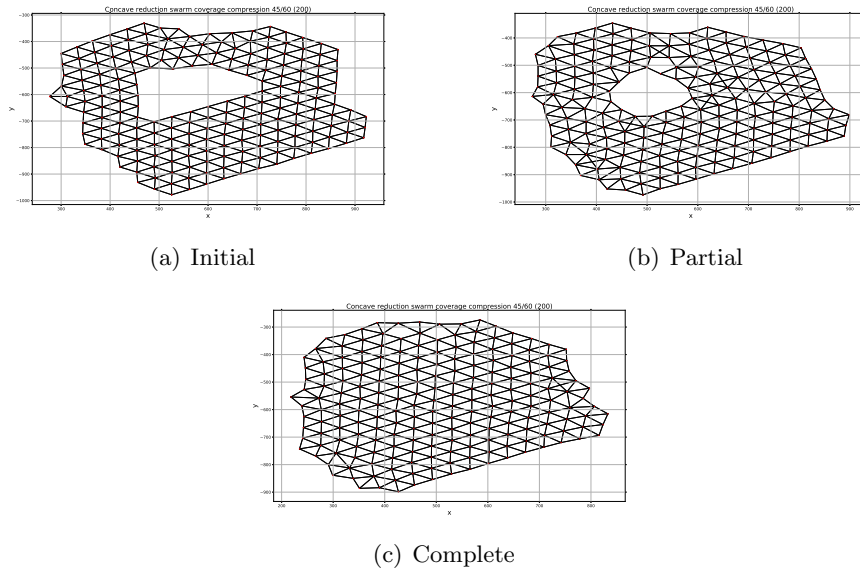 Concave reduction swarm coverage compression 45/60 (200)
−300
−400
−500
−600
−700
−800
−900
−1000
y
300 400 500 600 700 800 900
x
(a) Initial
Concave reduction swarm coverage compression 45/60 (200)
−400
−500
−600
−700
−800
−900
−1000
y
300 400 500 600 700 800 900
x
(b) Partial
Concave reduction swarm coverage compression 45/60 (200)
−300
−400
−500
−600
−700
−800
−900
y
200 300 400 500 600 700 800
x
(c) Complete